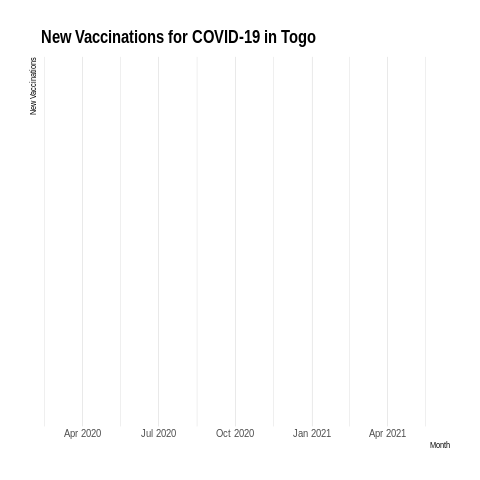 New Vaccinations for COVID-19 in Togo
New Vaccinations
Apr 2020 Jul 2020 Oct 2020 Jan 2021 Apr 2021
Month